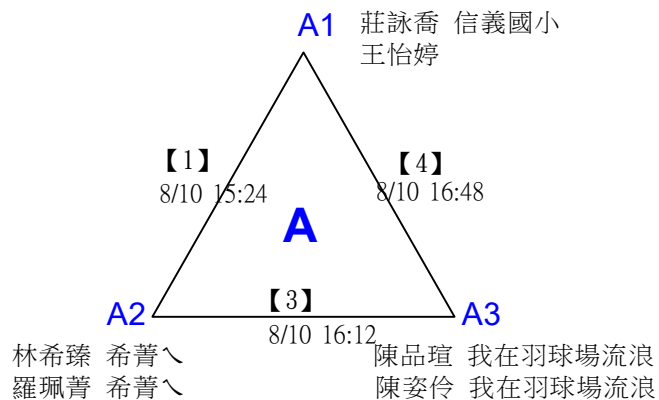 A1
莊詠喬 信義國小
王怡婷
【1】
8/10 15:24
【4】
8/10 16:48
A
【3】
8/10 16:12
A2
A3
林希臻 希菁ㄟ
羅珮菁 希菁ㄟ
陳品瑄 我在羽球場流浪
陳姿伶 我在羽球場流浪